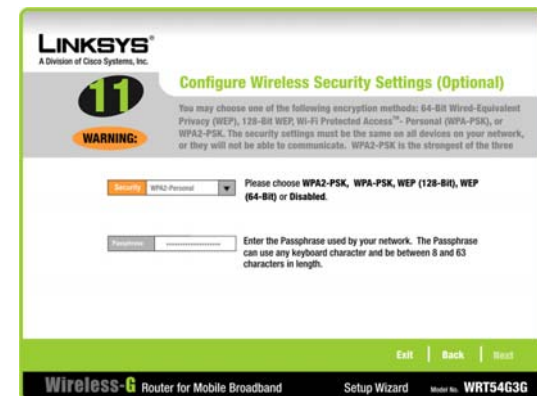 LINKSYS®
A Division of Cisco Systems, Inc.
11
WARNING:
Configure Wireless Security Settings (Optional)
You may choose one of the following encryption methods: 64-Bit Wired-Equivalent
Privacy (WEP), 128-Bit WEP, Wi-Fi Protected Access™- Personal (WPA-PSK), or
WPA2-PSK. The security settings must be the same on all devices on your network,
or they will not be able to communicate. WPA2-PSK is the strongest of the three
Security WPA2-Personal
Please choose WPA2-PSK, WPA-PSK, WEP (128-Bit), WEP
(64-Bit) or Disabled.
Passphrase
Enter the Passphrase used by your network. The Passphrase
can use any keyboard character and be between 8 and 63
characters in length.
Exit | Back | Next
Wireless-G Router for Mobile Broadband Setup Wizard Model No. WRT54G3G